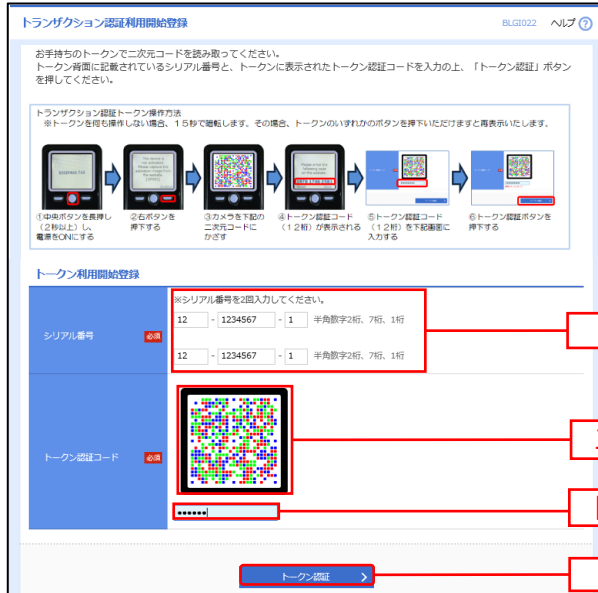 トランザクション認証利用開始登録
BLGI022 ヘルプ ?
お手持ちのトークンで二次元コードを読み取ってください。
トークン背面に記載されているシリアル番号と、トークンに表示されたトークン認証コードを入力の上、「トークン認証」ボタン
を押してください。
トランザクション認証トークン操作方法
※トークンを何も操作しない場合、15秒で暗転します。その場合、トークンのいずれかのボタンを押下いただけますと再表示いたします。
①中央ボタンを長押し
(2秒以上)し、
電源をONにする
②右ボタンを
押下する
③カメラを下記の
二次元コードに
かざす
④トークン認証コード
(12桁)が表示される
⑤トークン認証コード
(12桁)を下記画面に
入力する
⑥トークン認証ボタンを
押下する
トークン利用開始登録
※シリアル番号を2回入力してください。
シリアル番号 必須
12 - 1234567 - 1 半角数字2桁、7桁、1桁
12 - 1234567 - 1 半角数字2桁、7桁、1桁
トークン認証コード 必須
••••••
トークン認証